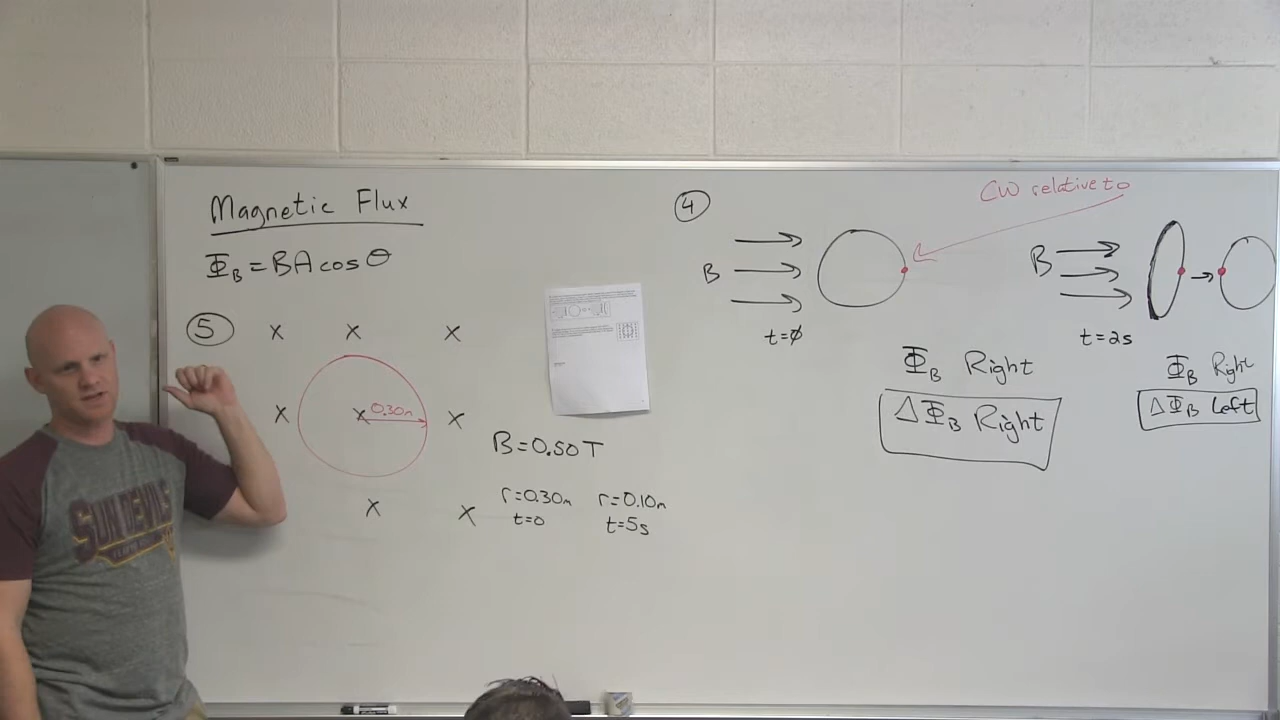 Magnetic Flux
Φ_B = BA cos Θ
5
X X X
X X 0.30m X
X X
B=0.50T
r=0.30m r=0.10m
t=0 t=5s
4
CW relative to
B
t=0
Φ_B Right
ΔΦ_B Right
B
t=2s
Φ_B Right
ΔΦ_B Left
SUN DEVILS